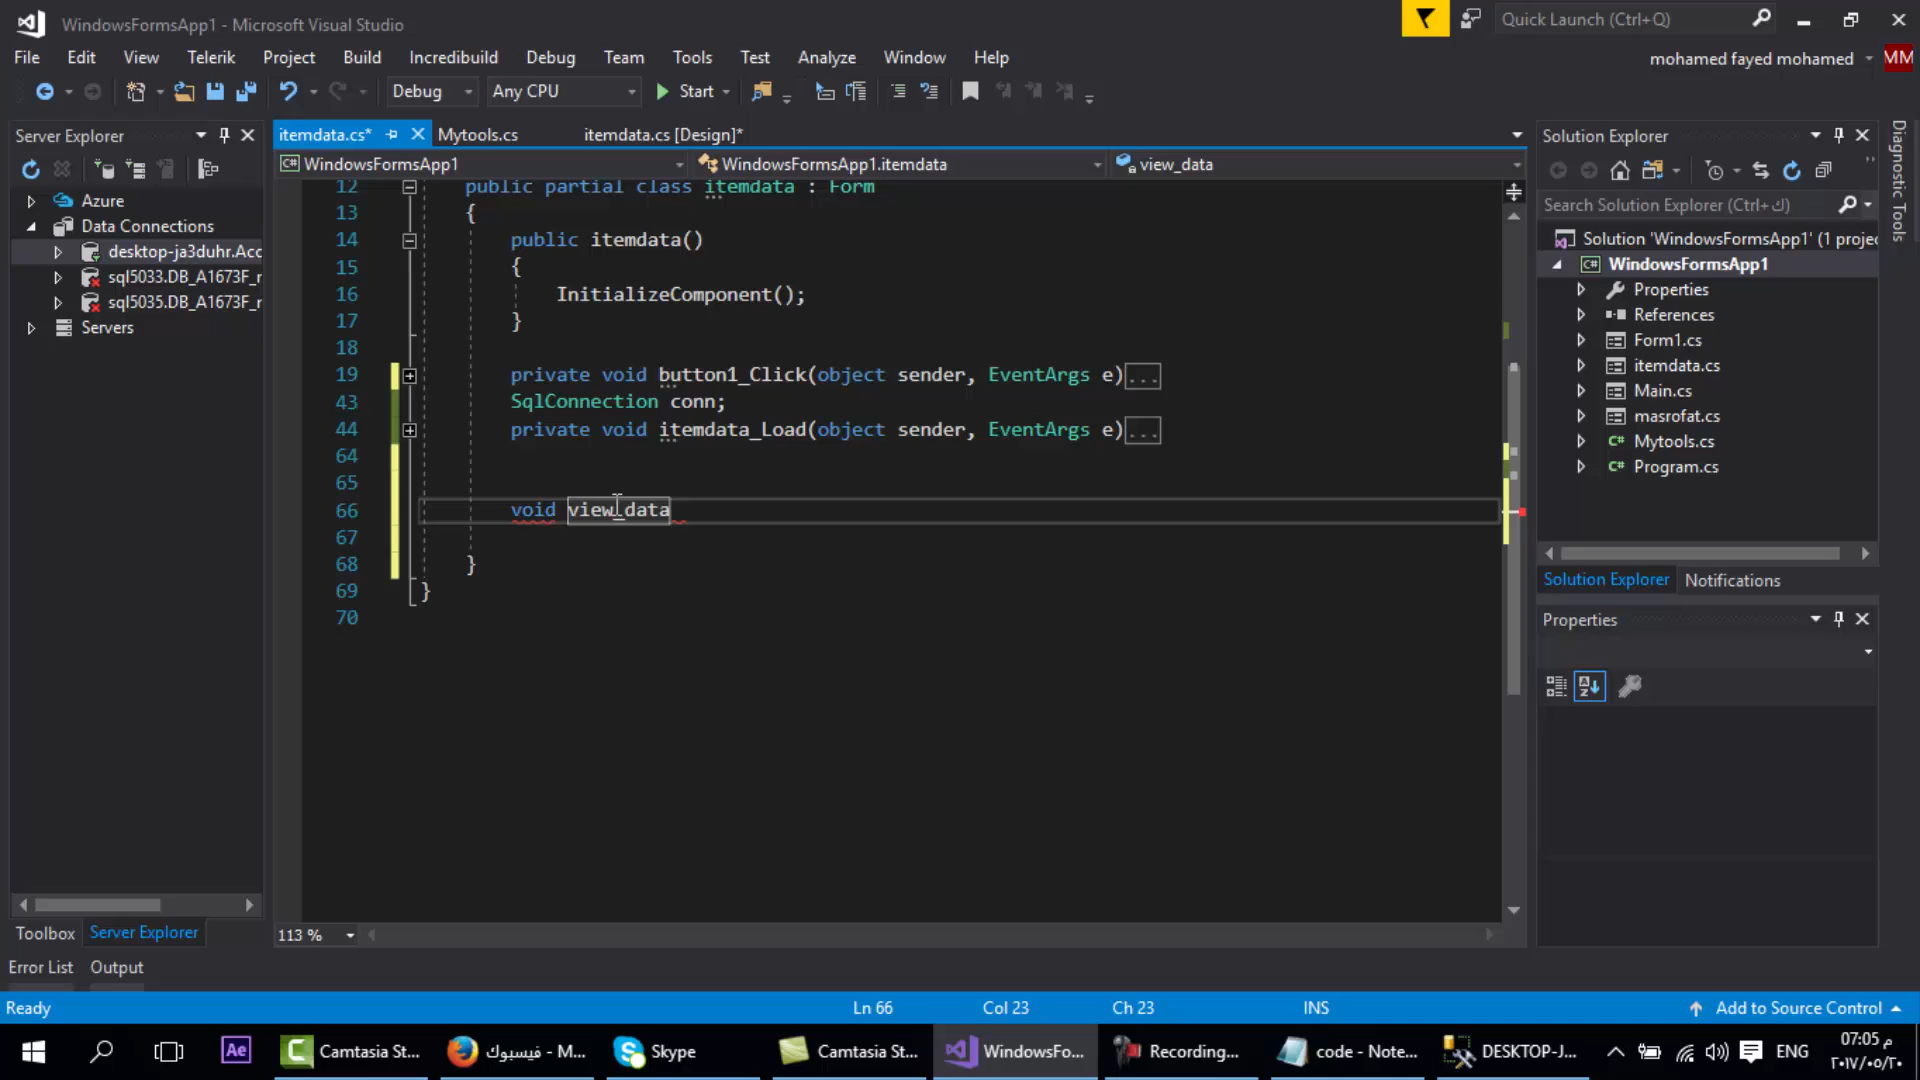 WindowsFormsApp1 - Microsoft Visual Studio
Quick Launch (Ctrl+Q)
File Edit View Telerik Project Build Incredibuild Debug Team Tools Test Analyze Window Help
mohamed fayed mohamed MM
Debug Any CPU Start
Server Explorer
Azure
Data Connections
desktop-ja3duhr.Acc
sql5033.DB_A1673F_r
sql5035.DB_A1673F_r
Servers
Toolbox Server Explorer
itemdata.cs* Mytools.cs itemdata.cs [Design]*
WindowsFormsApp1 WindowsFormsApp1.itemdata view_data
12 public partial class itemdata : Form
13 {
14 public itemdata()
15 {
16 InitializeComponent();
17 }
18
19 private void button1_Click(object sender, EventArgs e)...
43 SqlConnection conn;
44 private void itemdata_Load(object sender, EventArgs e)...
64
65
66 void view_data
67
68 }
69 }
70
113 %
Solution Explorer
Search Solution Explorer (Ctrl+ك)
Solution 'WindowsFormsApp1' (1 projec
WindowsFormsApp1
Properties
References
Form1.cs
itemdata.cs
Main.cs
masrofat.cs
Mytools.cs
Program.cs
Solution Explorer Notifications
Properties
Diagnostic Tools
Error List Output
Ready Ln 66 Col 23 Ch 23 INS Add to Source Control
Ae Camtasia St... فيسبوك - M... Skype Camtasia St... WindowsFo... Recording... code - Note... DESKTOP-J... ENG
07:05 م
٢٠١٧/٠٥/٢٠